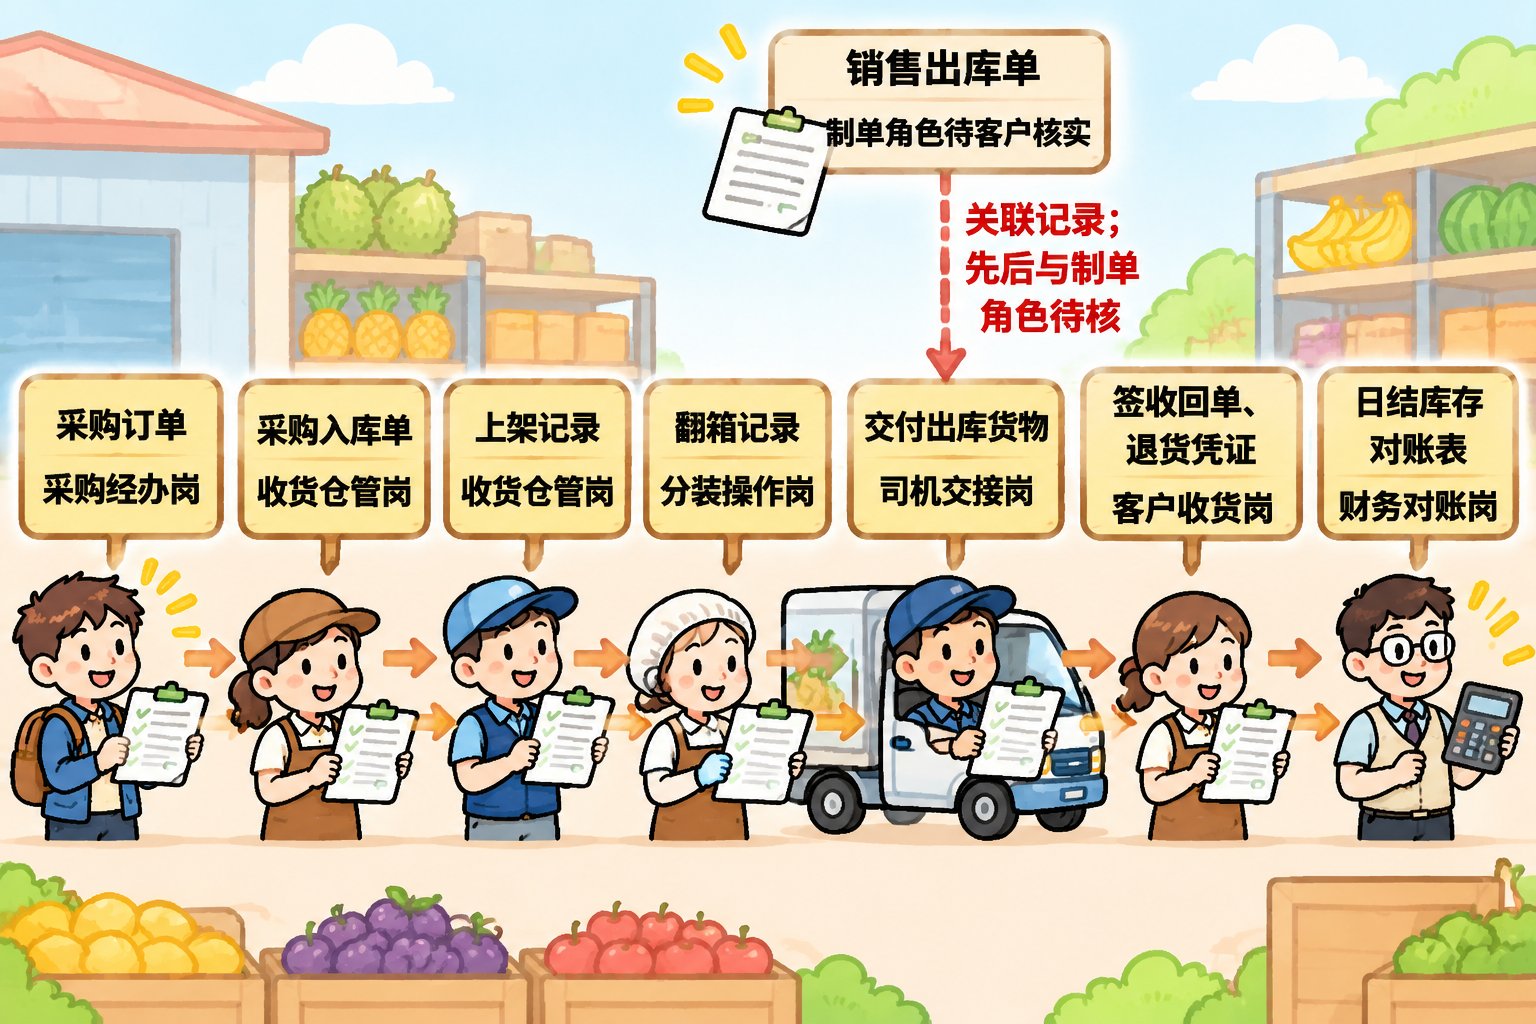 销售出库单
制单角色待客户核实
关联记录；
先后与制单
角色待核
采购订单
采购经办岗
采购入库单
收货仓管岗
上架记录
收货仓管岗
翻箱记录
分装操作岗
交付出库货物
司机交接岗
签收回单、
退货凭证
客户收货岗
日结库存
对账表
财务对账岗